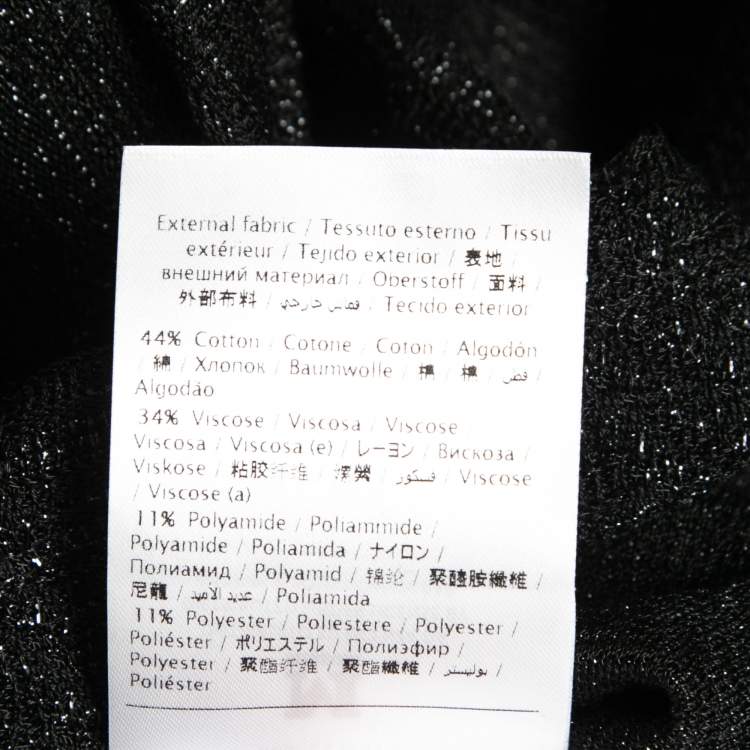 External fabric / Tessuto esterno / Tissu
extérieur / Tejido exterior / 表地 /
внешний материал / Oberstoff / 面料 /
外部布料 / قماس داردي / Tecido exterior
44% Cotton / Cotone / Coton / Algodón
/ 綿 / Хлопок / Baumwolle / 棉 / 棉 / قض /
Algodão
34% Viscose / Viscosa / Viscose /
Viscosa / Viscosa (e) / レーヨン / Вискоза /
Viskose / 粘胶纤维 / فسكوز / Viscose
/ Viscose (a)
11% Polyamide / Poliammide /
Polyamide / Poliamida / ナイロン /
Полиамид / Polyamid / 锦纶 / 聚醯胺纖維 /
尼龍 / عديد الأميد / Poliamida
11% Polyester / Poliestere / Polyester /
Poliéster / ポリエステル / Полиэфир /
Polyester / 聚酯纤维 / 聚酯纖維 / بوليستر /
Poliéster